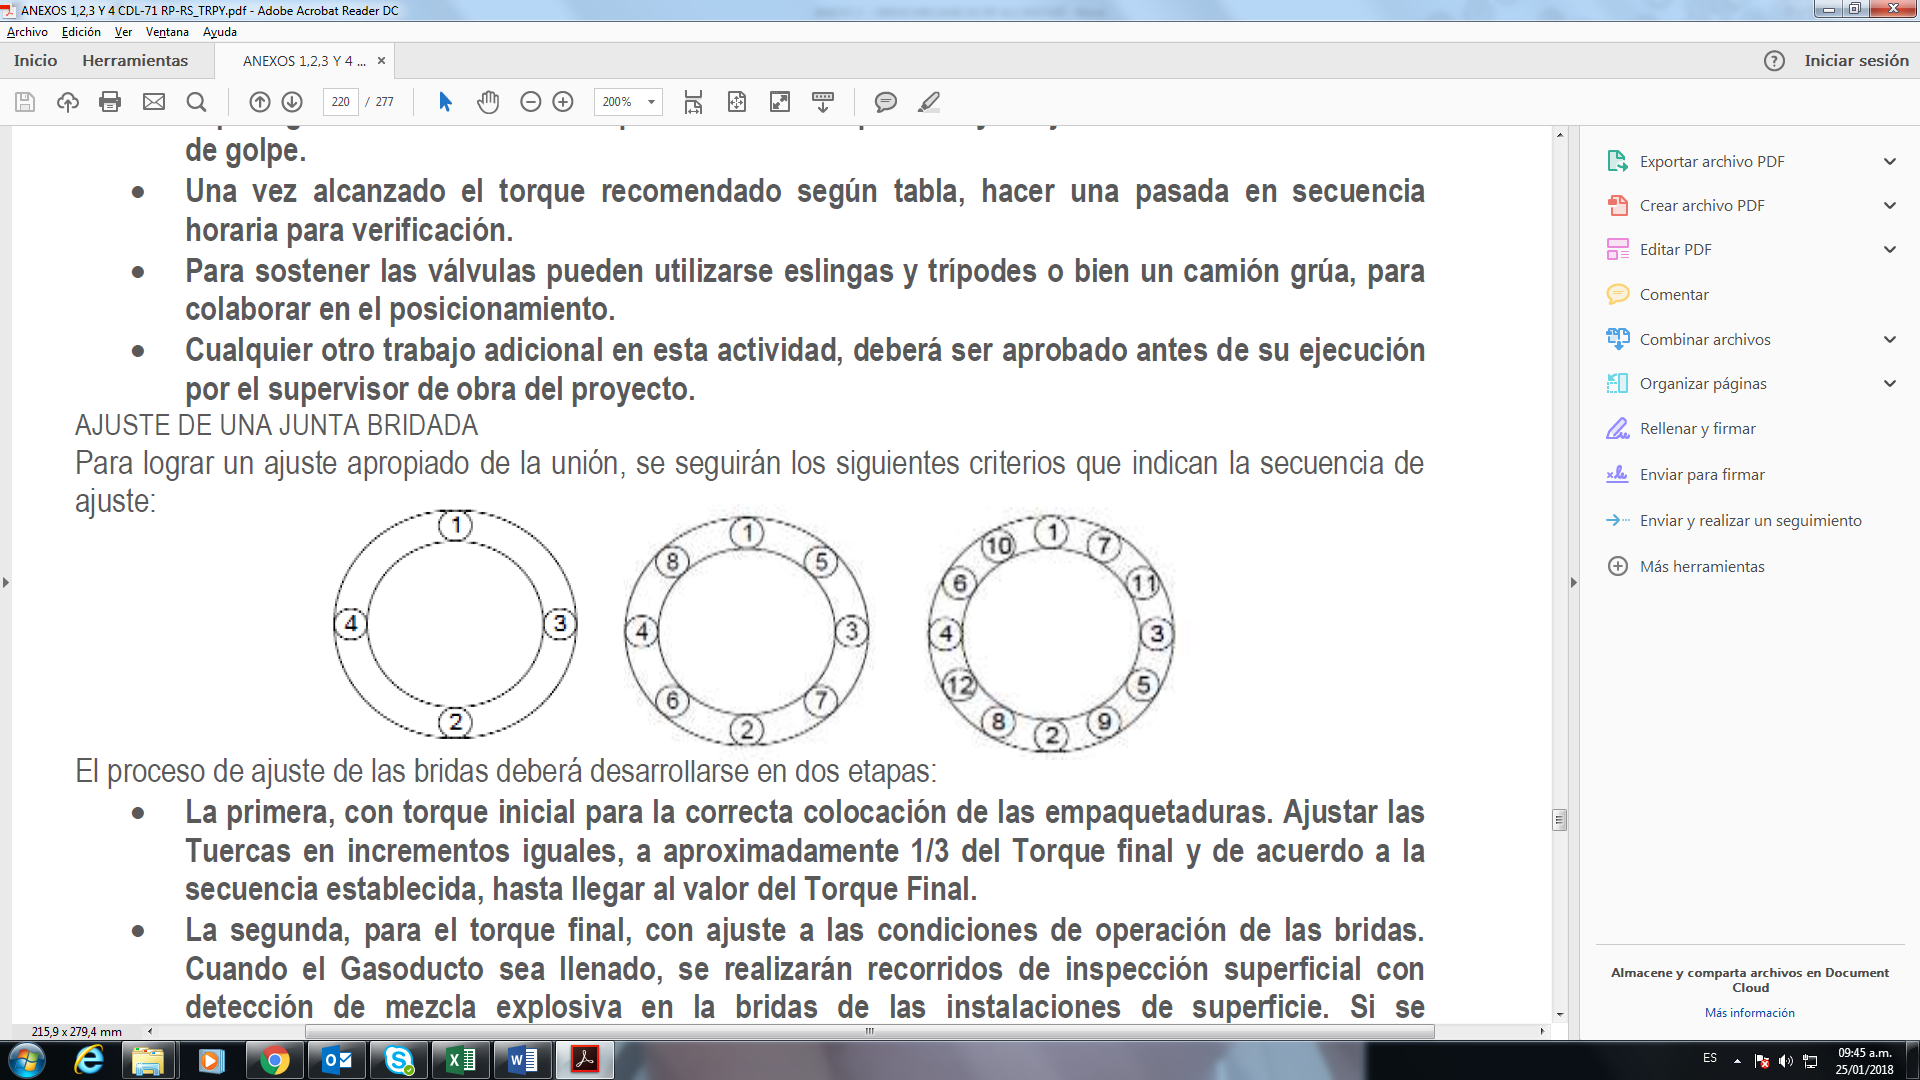 ANEXOS 1,2,3 Y 4 CDL-71 RP-RS_TRPY.pdf - Adobe Acrobat Reader DC
Archivo Edición Ver Ventana Ayuda
Inicio Herramientas ANEXOS 1,2,3 Y 4 ... × Iniciar sesión
220 / 277 200%
de golpe.
• Una vez alcanzado el torque recomendado según tabla, hacer una pasada en secuencia
horaria para verificación.
• Para sostener las válvulas pueden utilizarse eslingas y trípodes o bien un camión grúa, para
colaborar en el posicionamiento.
• Cualquier otro trabajo adicional en esta actividad, deberá ser aprobado antes de su ejecución
por el supervisor de obra del proyecto.
AJUSTE DE UNA JUNTA BRIDADA
Para lograr un ajuste apropiado de la unión, se seguirán los siguientes criterios que indican la secuencia de
ajuste:
1
4 3
2
1
8 5
4 3
6 7
2
1
10 7
6 11
4 3
12 5
8 9
2
El proceso de ajuste de las bridas deberá desarrollarse en dos etapas:
• La primera, con torque inicial para la correcta colocación de las empaquetaduras. Ajustar las
Tuercas en incrementos iguales, a aproximadamente 1/3 del Torque final y de acuerdo a la
secuencia establecida, hasta llegar al valor del Torque Final.
• La segunda, para el torque final, con ajuste a las condiciones de operación de las bridas.
Cuando el Gasoducto sea llenado, se realizarán recorridos de inspección superficial con
detección de mezcla explosiva en la bridas de las instalaciones de superficie. Si se
215,9 x 279,4 mm
Exportar archivo PDF
Crear archivo PDF
Editar PDF
Comentar
Combinar archivos
Organizar páginas
Rellenar y firmar
Enviar para firmar
Enviar y realizar un seguimiento
Más herramientas
Almacene y comparta archivos en Document
Cloud
Más información
ES
09:45 a.m.
25/01/2018